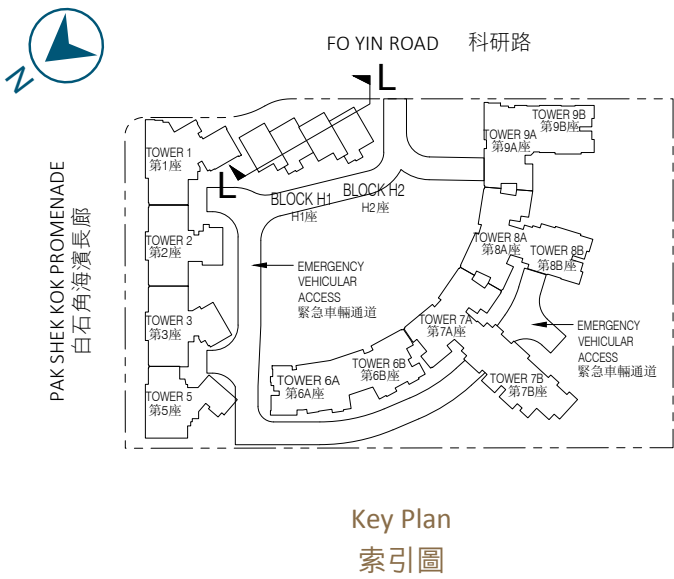 N
FO YIN ROAD 科研路
L
L
PAK SHEK KOK PROMENADE
白石角海濱長廊
TOWER 1
第1座
TOWER 2
第2座
TOWER 3
第3座
TOWER 5
第5座
BLOCK H1
H1座
BLOCK H2
H2座
TOWER 9B
第9B座
TOWER 9A
第9A座
TOWER 8A
第8A座
TOWER 8B
第8B座
EMERGENCY
VEHICULAR
ACCESS
緊急車輛通道
TOWER 7A
第7A座
EMERGENCY
VEHICULAR
ACCESS
緊急車輛通道
TOWER 6A
第6A座
TOWER 6B
第6B座
TOWER 7B
第7B座
Key Plan
索引圖